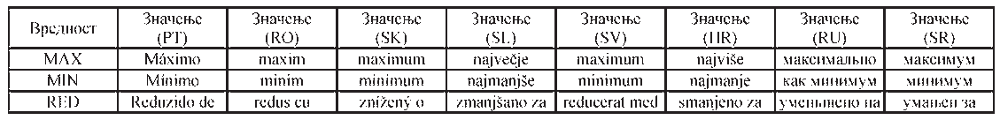 Вредност Значење (PT) Значење (RO) Значење (SK) Значење (SL) Значење (SV) Значење (HR) Значење (RU) Значење (SR)
MAX Máximo maxim maximum največje maximum najviše максимально максимум
MIN Mínimo minim minimum najmanjše minimum najmanje как минимум минимум
RED Reduzido de redus cu znížený o zmanjšano za reducerat med smanjeno za уменьшено на умањен за